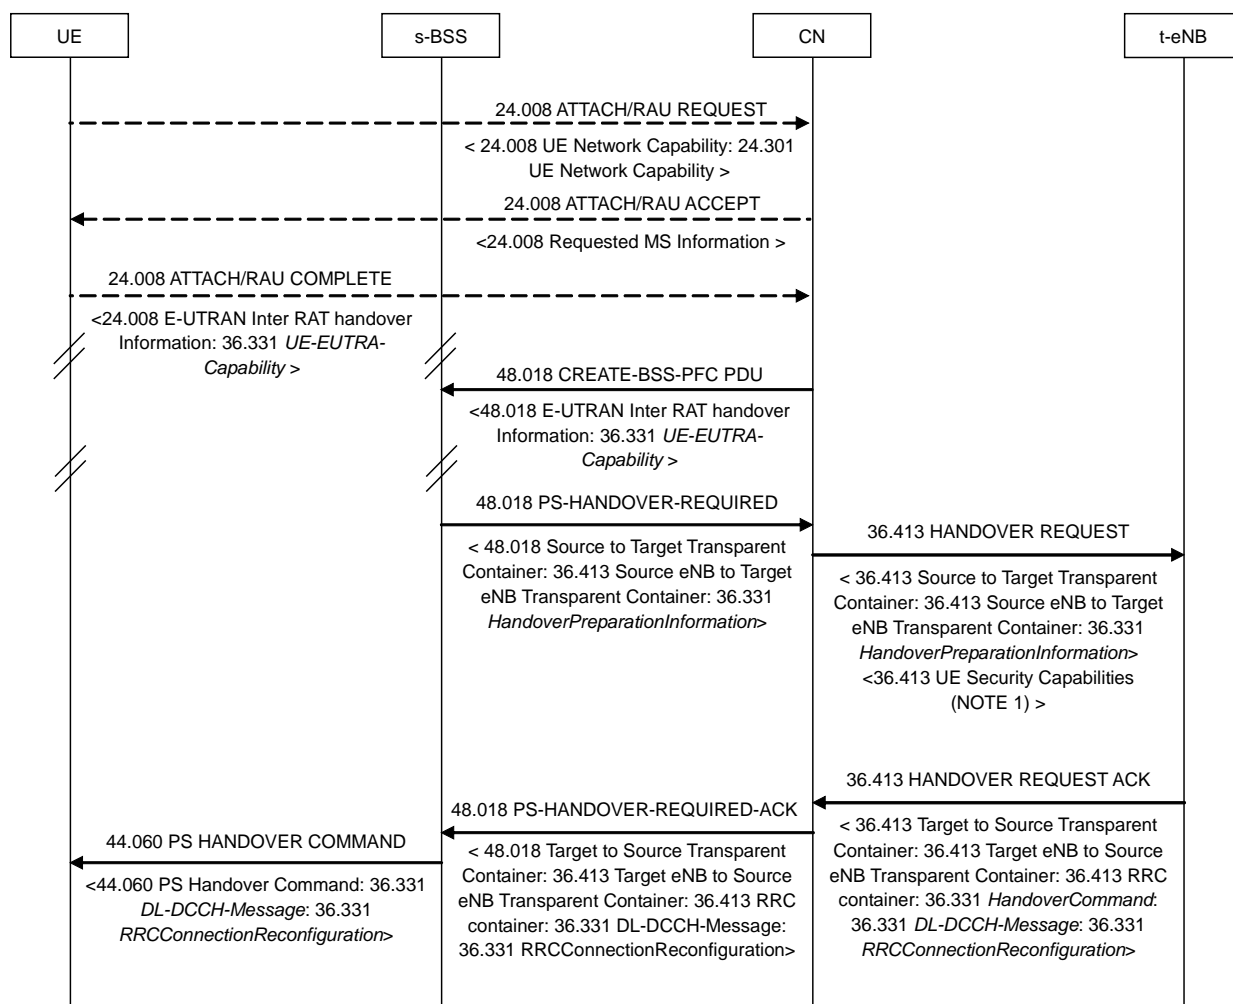 UE
s-BSS
CN
t-eNB
24.008 ATTACH/RAU REQUEST
< 24.008 UE Network Capability: 24.301
UE Network Capability >
24.008 ATTACH/RAU ACCEPT
<24.008 Requested MS Information >
24.008 ATTACH/RAU COMPLETE
<24.008 E-UTRAN Inter RAT handover
Information: 36.331 UE-EUTRA-
Capability >
48.018 CREATE-BSS-PFC PDU
<48.018 E-UTRAN Inter RAT handover
Information: 36.331 UE-EUTRA-
Capability >
48.018 PS-HANDOVER-REQUIRED
< 48.018 Source to Target Transparent
Container: 36.413 Source eNB to Target
eNB Transparent Container: 36.331
HandoverPreparationInformation>
36.413 HANDOVER REQUEST
< 36.413 Source to Target Transparent
Container: 36.413 Source eNB to Target
eNB Transparent Container: 36.331
HandoverPreparationInformation>
<36.413 UE Security Capabilities
(NOTE 1) >
36.413 HANDOVER REQUEST ACK
< 36.413 Target to Source Transparent
Container: 36.413 Target eNB to Source
eNB Transparent Container: 36.413 RRC
container: 36.331 HandoverCommand:
36.331 DL-DCCH-Message: 36.331
RRCConnectionReconfiguration>
48.018 PS-HANDOVER-REQUIRED-ACK
< 48.018 Target to Source Transparent
Container: 36.413 Target eNB to Source
eNB Transparent Container: 36.413 RRC
container: 36.331 DL-DCCH-Message:
36.331 RRCConnectionReconfiguration>
44.060 PS HANDOVER COMMAND
<44.060 PS Handover Command: 36.331
DL-DCCH-Message: 36.331
RRCConnectionReconfiguration>